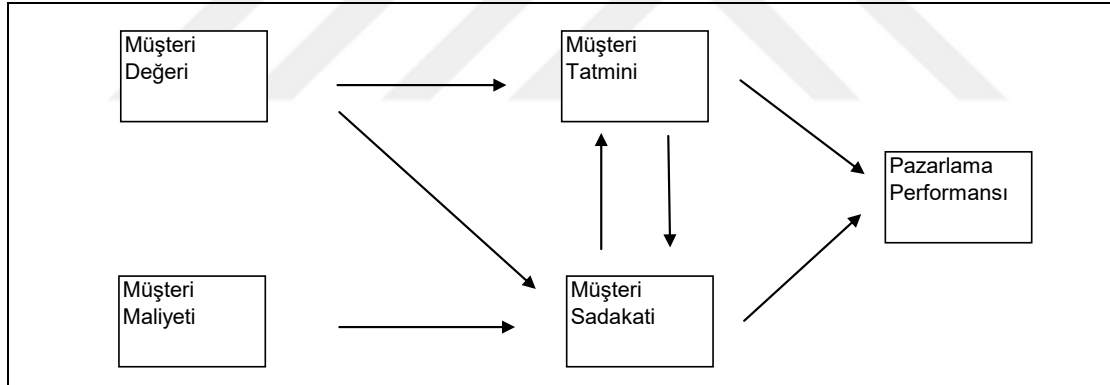 Müşteri
Değeri
Müşteri
Tatmini
Pazarlama
Performansı
Müşteri
Maliyeti
Müşteri
Sadakati